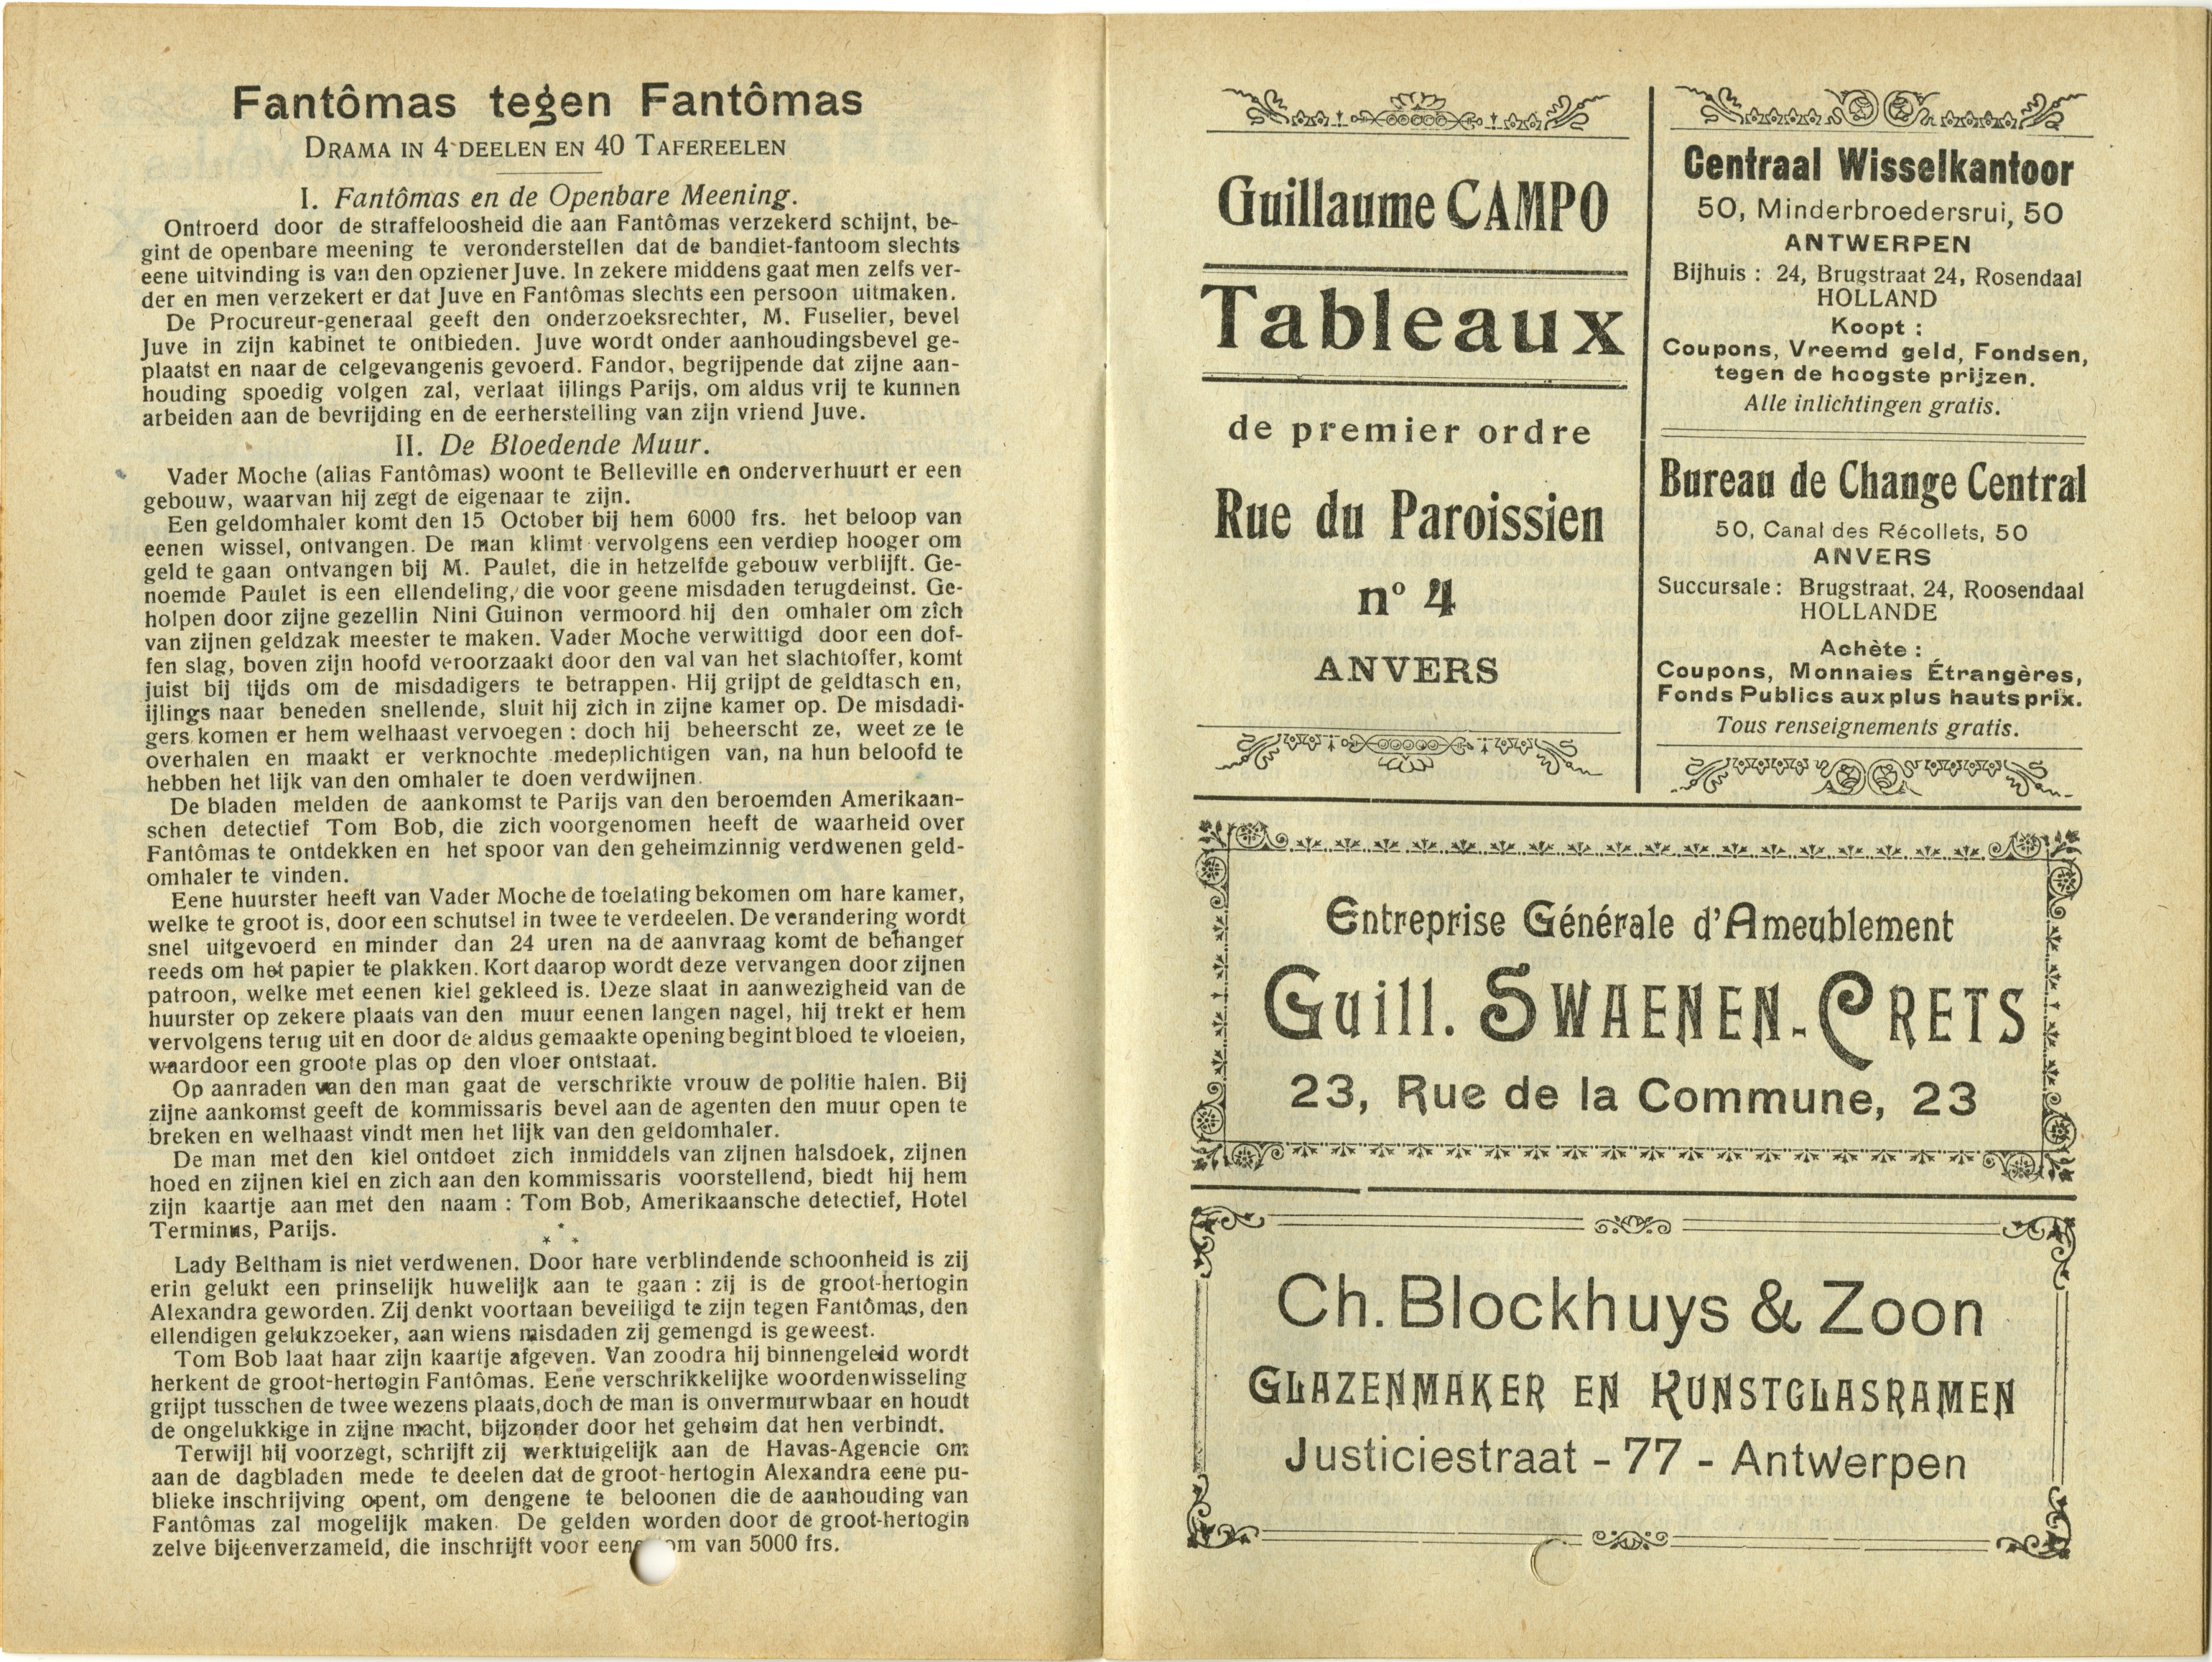 Fantômas tegen Fantômas
DRAMA IN 4 DEELEN EN 40 TAFEREELEN
I. Fantômas en de Openbare Meening.
Ontroerd door de straffeloosheid die aan Fantômas verzekerd schijnt, be-
gint de openbare meening te veronderstellen dat de bandiet-fantoom slechts
eene uitvinding is van den opziener Juve. In zekere middens gaat men zelfs ver-
der en men verzekert er dat Juve en Fantômas slechts een persoon uitmaken.
De Procureur-generaal geeft den onderzoeksrechter, M. Fuselier, bevel
Juve in zijn kabinet te ontbieden. Juve wordt onder aanhoudingsbevel ge-
plaatst en naar de celgevangenis gevoerd. Fandor, begrijpende dat zijne aan-
houding spoedig volgen zal, verlaat ijlings Parijs, om aldus vrij te kunnen
arbeiden aan de bevrijding en de eerherstelling van zijn vriend Juve.
II. De Bloedende Muur.
Vader Moche (alias Fantômas) woont te Belleville en onderverhuurt er een
gebouw, waarvan hij zegt de eigenaar te zijn.
Een geldomhaler komt den 15 October bij hem 6000 frs. het beloop van
eenen wissel, ontvangen. De man klimt vervolgens een verdiep hooger om
geld te gaan ontvangen bij M. Paulet, die in hetzelfde gebouw verblijft. Ge-
noemde Paulet is een ellendeling, die voor geene misdaden terugdeinst. Ge-
holpen door zijne gezellin Nini Guinon vermoord hij den omhaler om zich
van zijnen geldzak meester te maken. Vader Moche verwittigd door een dof-
fen slag, boven zijn hoofd veroorzaakt door den val van het slachtoffer, komt
juist bij tijds om de misdadigers te betrappen. Hij grijpt de geldtasch en,
ijlings naar beneden snellende, sluit hij zich in zijne kamer op. De misdadi-
gers komen er hem welhaast vervoegen : doch hij beheerscht ze, weet ze te
overhalen en maakt er verknochte medeplichtigen van, na hun beloofd te
hebben het lijk van den omhaler te doen verdwijnen.
De bladen melden de aankomst te Parijs van den beroemden Amerikaan-
schen detectief Tom Bob, die zich voorgenomen heeft de waarheid over
Fantômas te ontdekken en het spoor van den geheimzinnig verdwenen geld-
omhaler te vinden.
Eene huurster heeft van Vader Moche de toelating bekomen om hare kamer,
welke te groot is, door een schutsel in twee te verdeelen. De verandering wordt
snel uitgevoerd en minder dan 24 uren na de aanvraag komt de behanger
reeds om het papier te plakken. Kort daarop wordt deze vervangen door zijnen
patroon, welke met eenen kiel gekleed is. Deze slaat in aanwezigheid van de
huurster op zekere plaats van den muur eenen langen nagel, hij trekt er hem
vervolgens terug uit en door de aldus gemaakte opening begint bloed te vloeien,
waardoor een groote plas op den vloer ontstaat.
Op aanraden van den man gaat de verschrikte vrouw de politie halen. Bij
zijne aankomst geeft de kommissaris bevel aan de agenten den muur open te
breken en welhaast vindt men het lijk van den geldomhaler.
De man met den kiel ontdoet zich inmiddels van zijnen halsdoek, zijnen
hoed en zijnen kiel en zich aan den kommissaris voorstellend, biedt hij hem
zijn kaartje aan met den naam : Tom Bob, Amerikaansche detectief, Hotel
Terminus, Parijs.
* * *
Lady Beltham is niet verdwenen. Door hare verblindende schoonheid is zij
erin gelukt een prinselijk huwelijk aan te gaan : zij is de groot-hertogin
Alexandra geworden. Zij denkt voortaan beveiligd te zijn tegen Fantômas, den
ellendigen gelukzoeker, aan wiens misdaden zij gemengd is geweest.
Tom Bob laat haar zijn kaartje afgeven. Van zoodra hij binnengeleid wordt
herkent de groot-hertogin Fantômas. Eene verschrikkelijke woordenwisseling
grijpt tusschen de twee wezens plaats, doch de man is onvermurwbaar en houdt
de ongelukkige in zijne macht, bijzonder door het geheim dat hen verbindt.
Terwijl hij voorzegt, schrijft zij werktuigelijk aan de Havas-Agencie om
aan de dagbladen mede te deelen dat de groot-hertogin Alexandra eene pu-
blieke inschrijving opent, om dengene te beloonen die de aanhouding van
Fantômas zal mogelijk maken. De gelden worden door de groot-hertogin
zelve bijeenverzameld, die inschrijft voor van 5000 frs.
Guillaume CAMPO
Tableaux
de premier ordre
Rue du Paroissien
nº 4
ANVERS
Centraal Wisselkantoor
50, Minderbroedersrui, 50
ANTWERPEN
Bijhuis : 24, Brugstraat 24, Rosendaal
HOLLAND
Koopt :
Coupons, Vreemd geld, Fondsen,
tegen de hoogste prijzen.
Alle inlichtingen gratis.
Bureau de Change Central
50, Canal des Récollets, 50
ANVERS
Succursale : Brugstraat, 24, Roosendaal
HOLLANDE
Achète :
Coupons, Monnaies Étrangères,
Fonds Publics aux plus hauts prix.
Tous renseignements gratis.
Entreprise Générale d'Ameublement
Guill. SWAENEN-CRETS
23, Rue de la Commune, 23
Ch. Blockhuys & Zoon
GLAZENMAKER EN KUNSTGLASRAMEN
Justiciestraat - 77 - Antwerpen